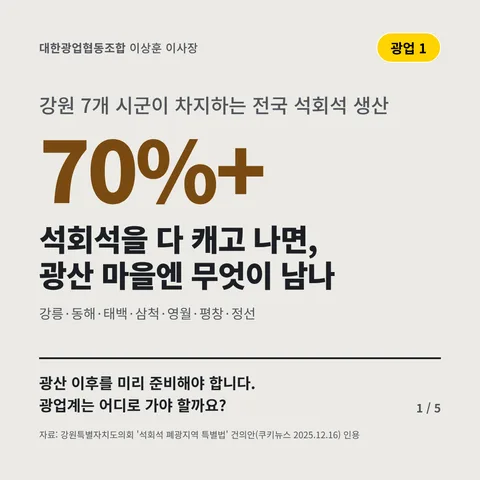 대한광업협동조합 이상훈 이사장
광업 1
강원 7개 시군이 차지하는 전국 석회석 생산
70%+
석회석을 다 캐고 나면,
광산 마을엔 무엇이 남나
강릉·동해·태백·삼척·영월·평창·정선
광산 이후를 미리 준비해야 합니다.
광업계는 어디로 가야 할까요?
1 / 5
자료: 강원특별자치도의회 '석회석 폐광지역 특별법' 건의안(쿠키뉴스 2025.12.16) 인용